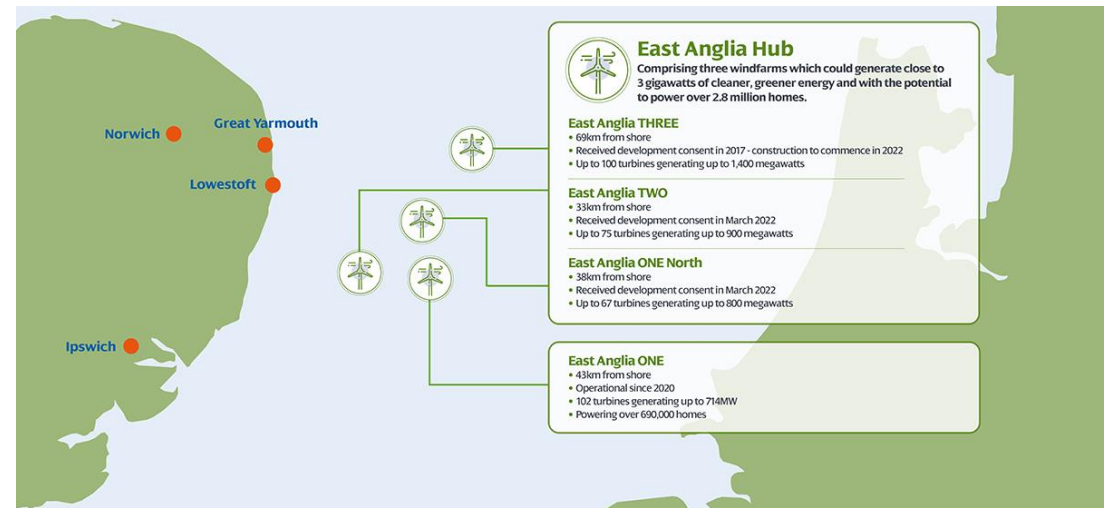 East Anglia Hub
Comprising three windfarms which could generate close to
3 gigawatts of cleaner, greener energy and with the potential
to power over 2.8 million homes.
East Anglia THREE
• 69km from shore
• Received development consent in 2017 - construction to commence in 2022
• Up to 100 turbines generating up to 1,400 megawatts
East Anglia TWO
• 33km from shore
• Received development consent in March 2022
• Up to 75 turbines generating up to 900 megawatts
East Anglia ONE North
• 38km from shore
• Received development consent in March 2022
• Up to 67 turbines generating up to 800 megawatts
East Anglia ONE
• 43km from shore
• Operational since 2020
• 102 turbines generating up to 714MW
• Powering over 690,000 homes
Great Yarmouth
Norwich
Lowestoft
Ipswich